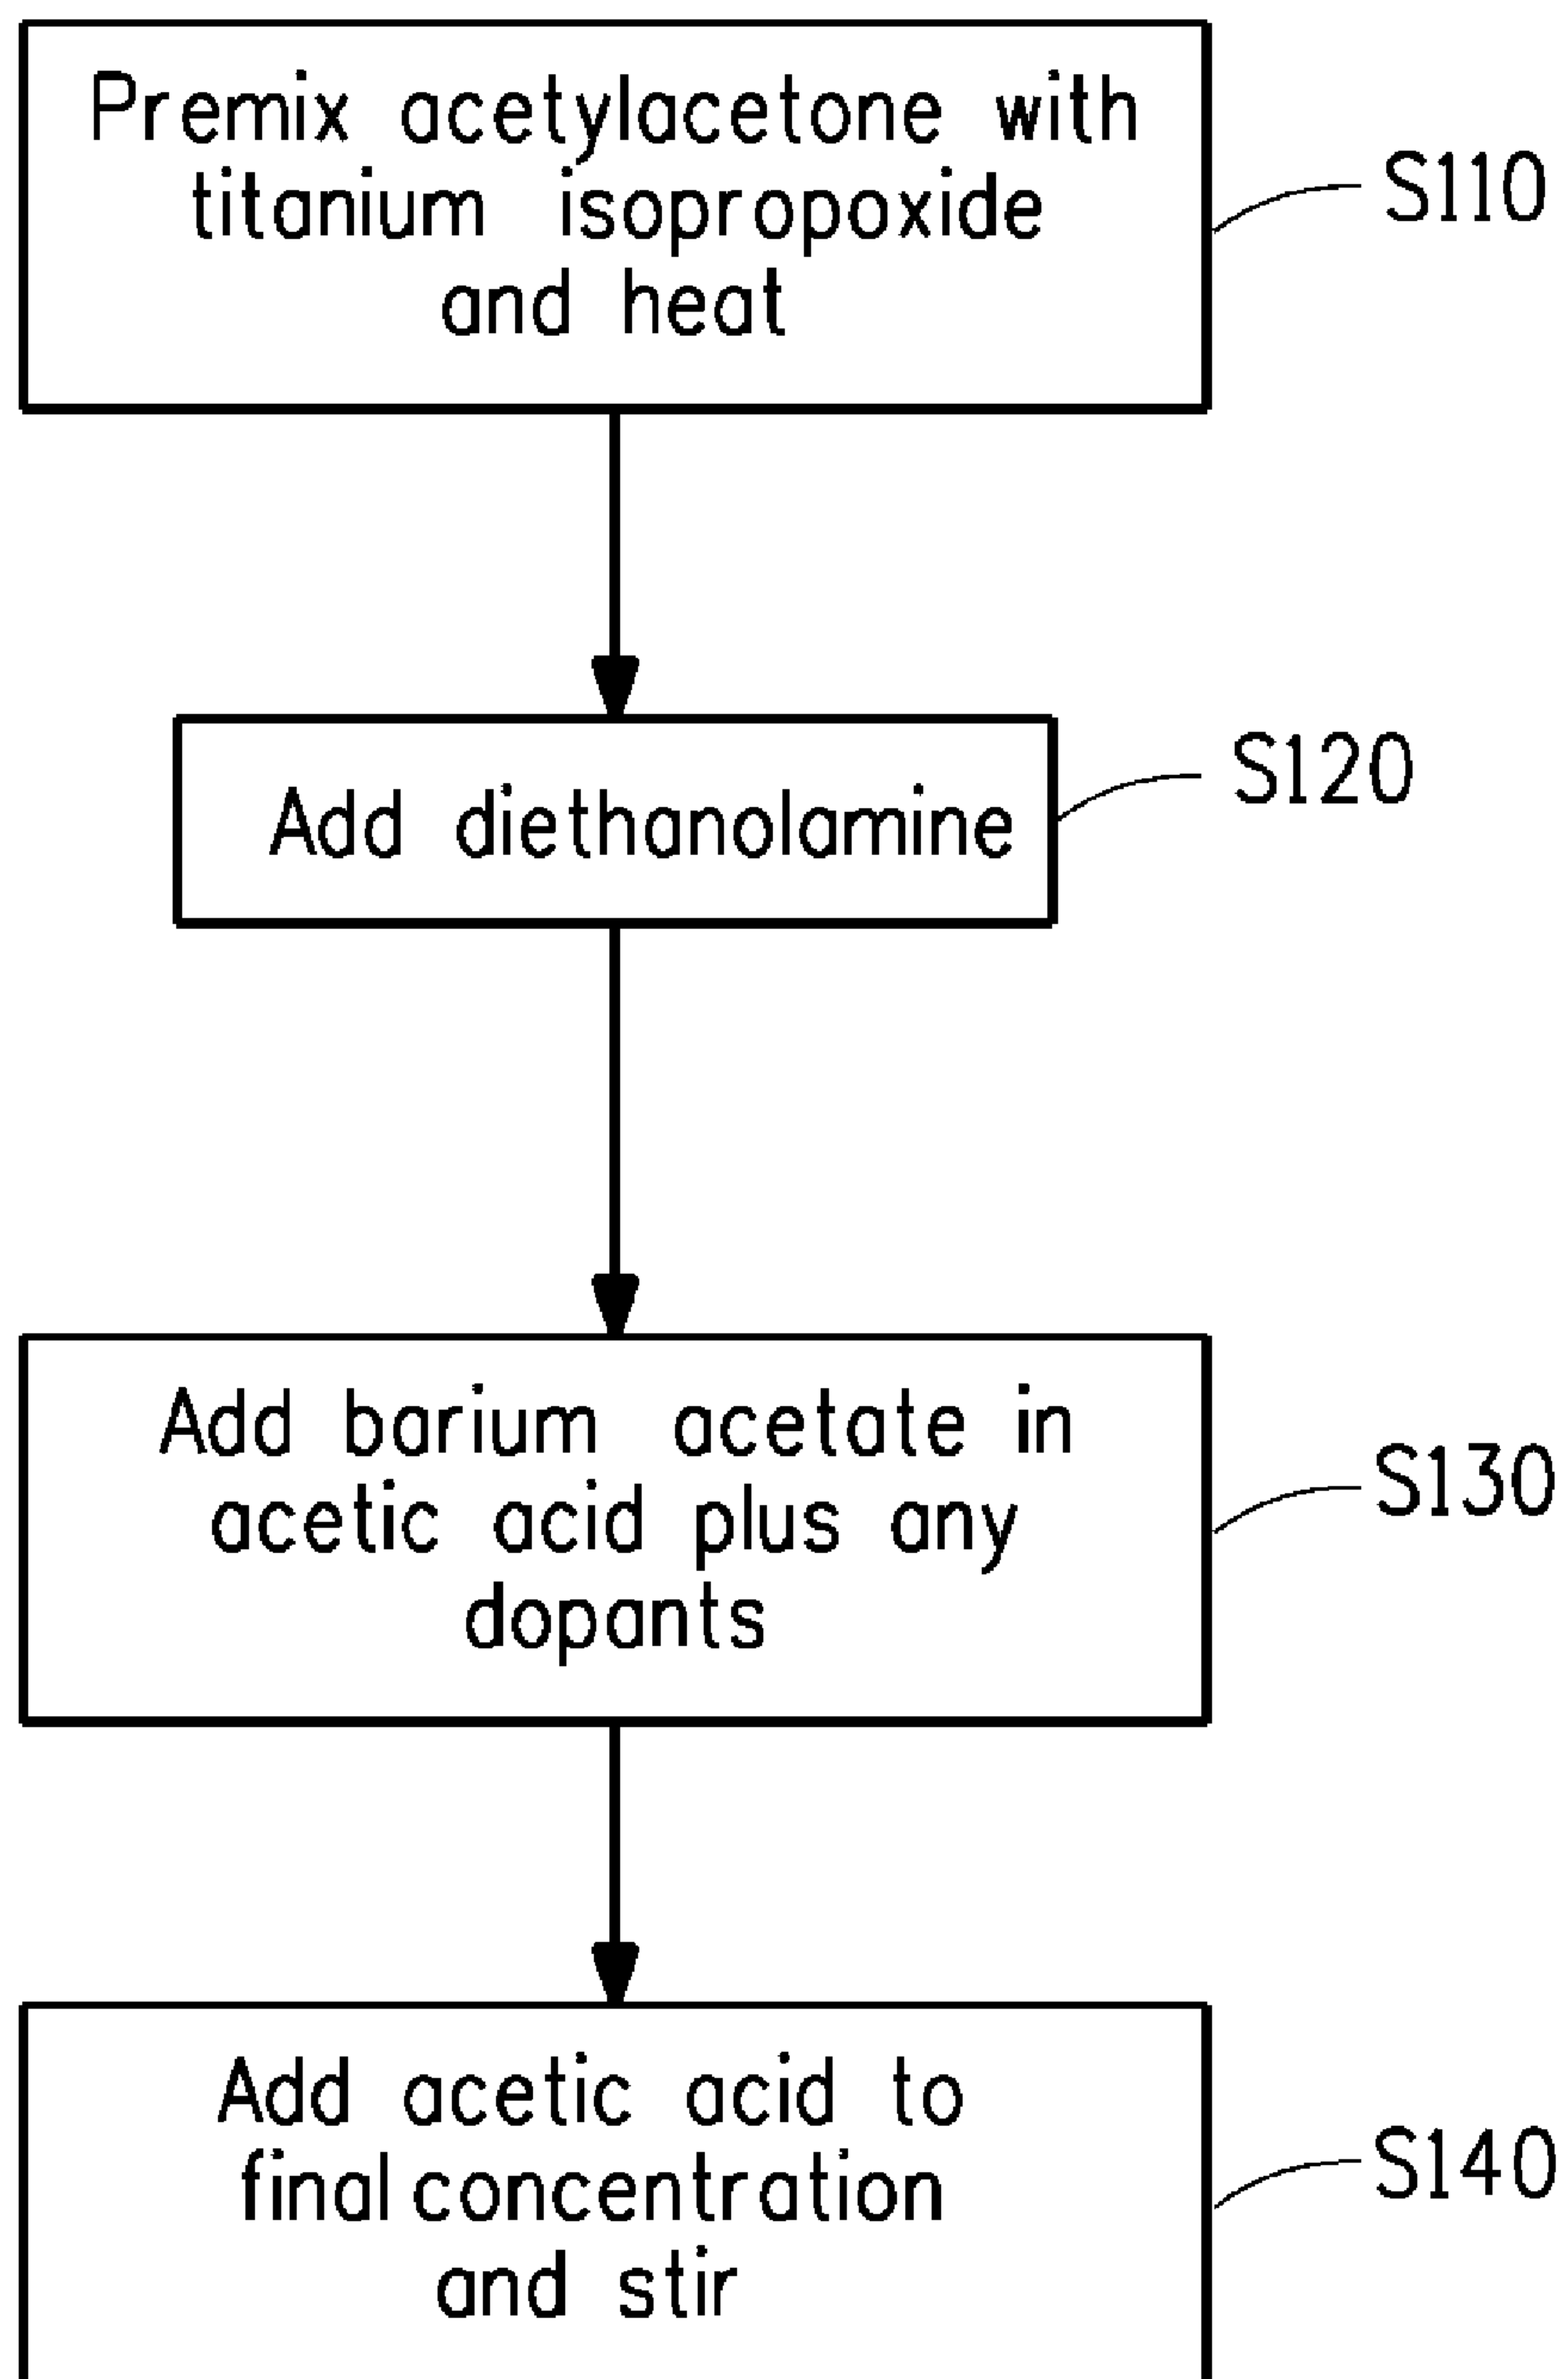 Premix acetylacetone with
titanium isopropoxide
and heat
S110
Add diethanolamine
S120
Add barium acetate in
acetic acid plus any
dopants
S130
Add acetic acid to
final concentration
and stir
S140